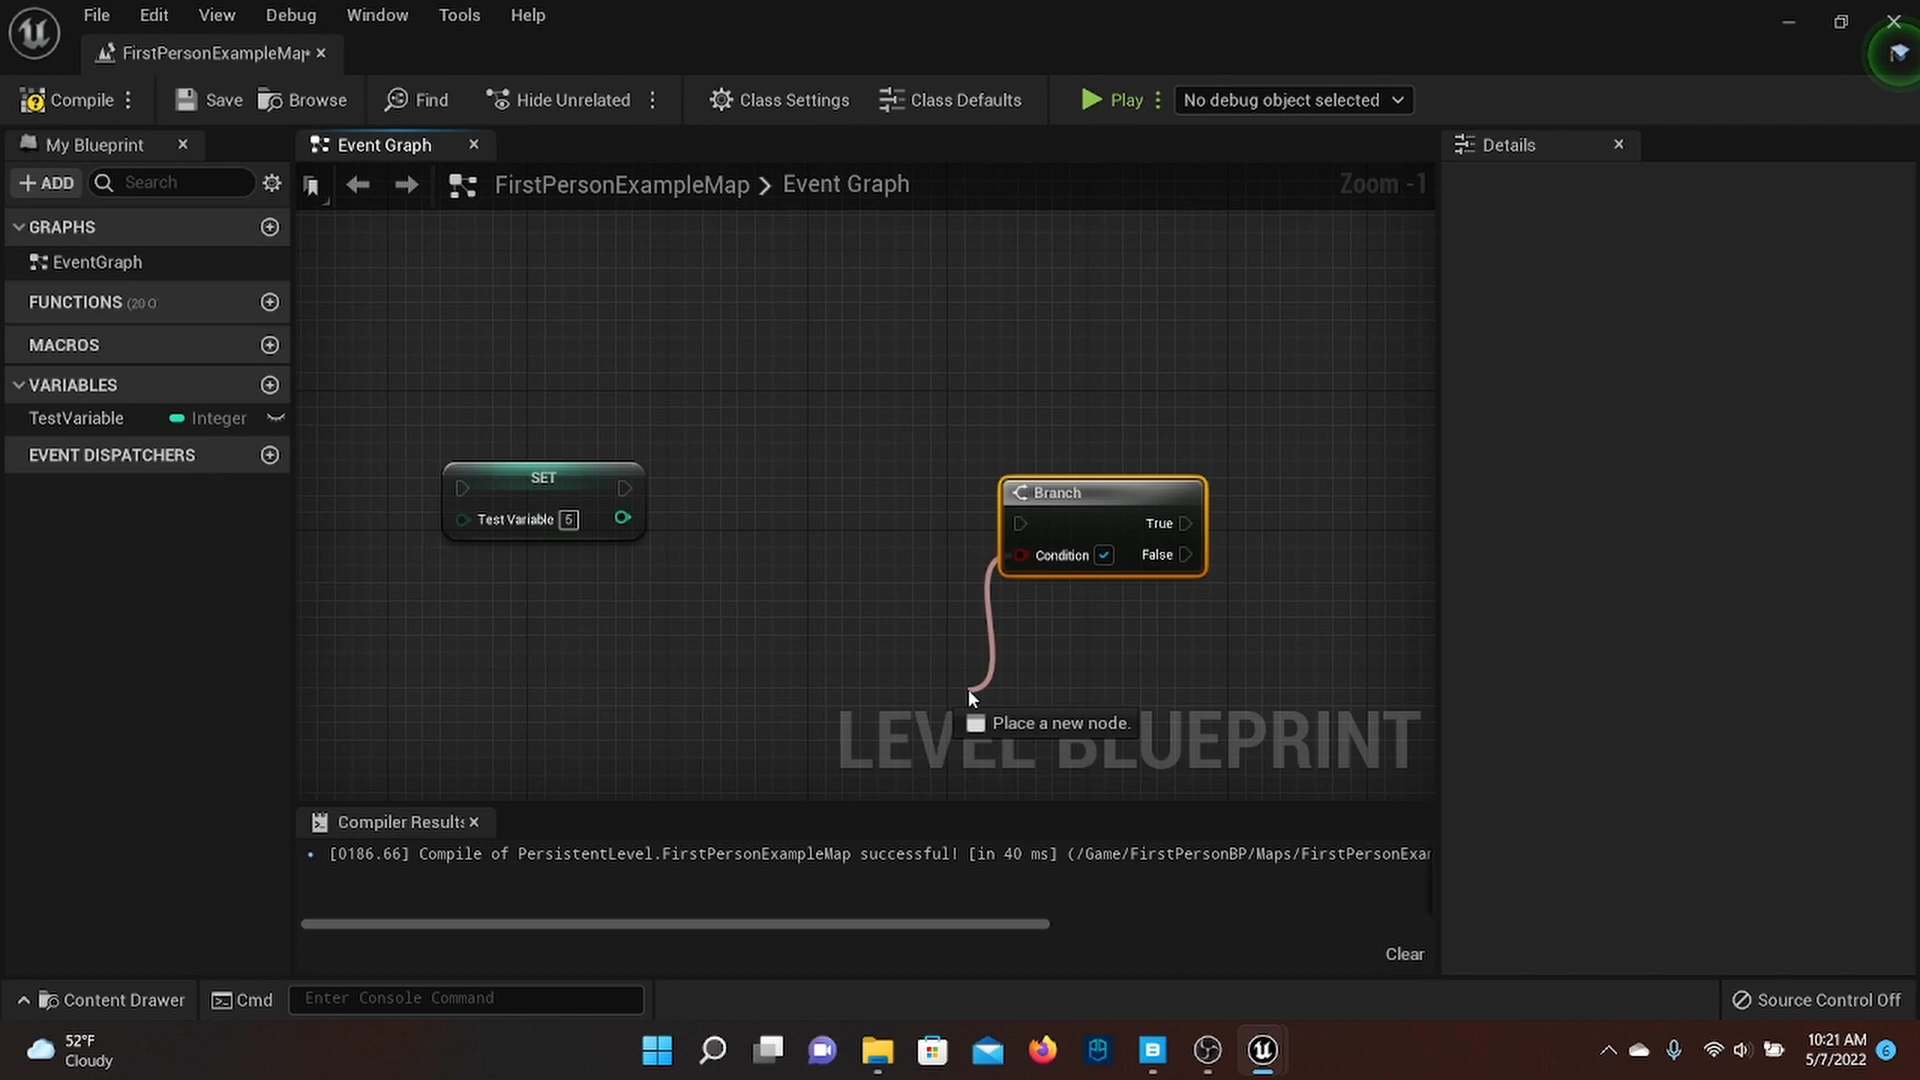 File Edit View Debug Window Tools Help
FirstPersonExampleMap•
Compile Save Browse Find Hide Unrelated Class Settings Class Defaults Play No debug object selected
My Blueprint
Event Graph
Details
ADD Search
FirstPersonExampleMap > Event Graph
Zoom -1
GRAPHS
EventGraph
FUNCTIONS (20 O
MACROS
VARIABLES
TestVariable Integer
EVENT DISPATCHERS
SET
Test Variable 5
Branch
True
Condition False
Place a new node.
LEVEL BLUEPRINT
Compiler Results
• [0186.66] Compile of PersistentLevel.FirstPersonExampleMap successful! [in 40 ms] (/Game/FirstPersonBP/Maps/FirstPersonExar
Clear
Content Drawer Cmd Enter Console Command Source Control Off
52°F
Cloudy
10:21 AM
5/7/2022 6